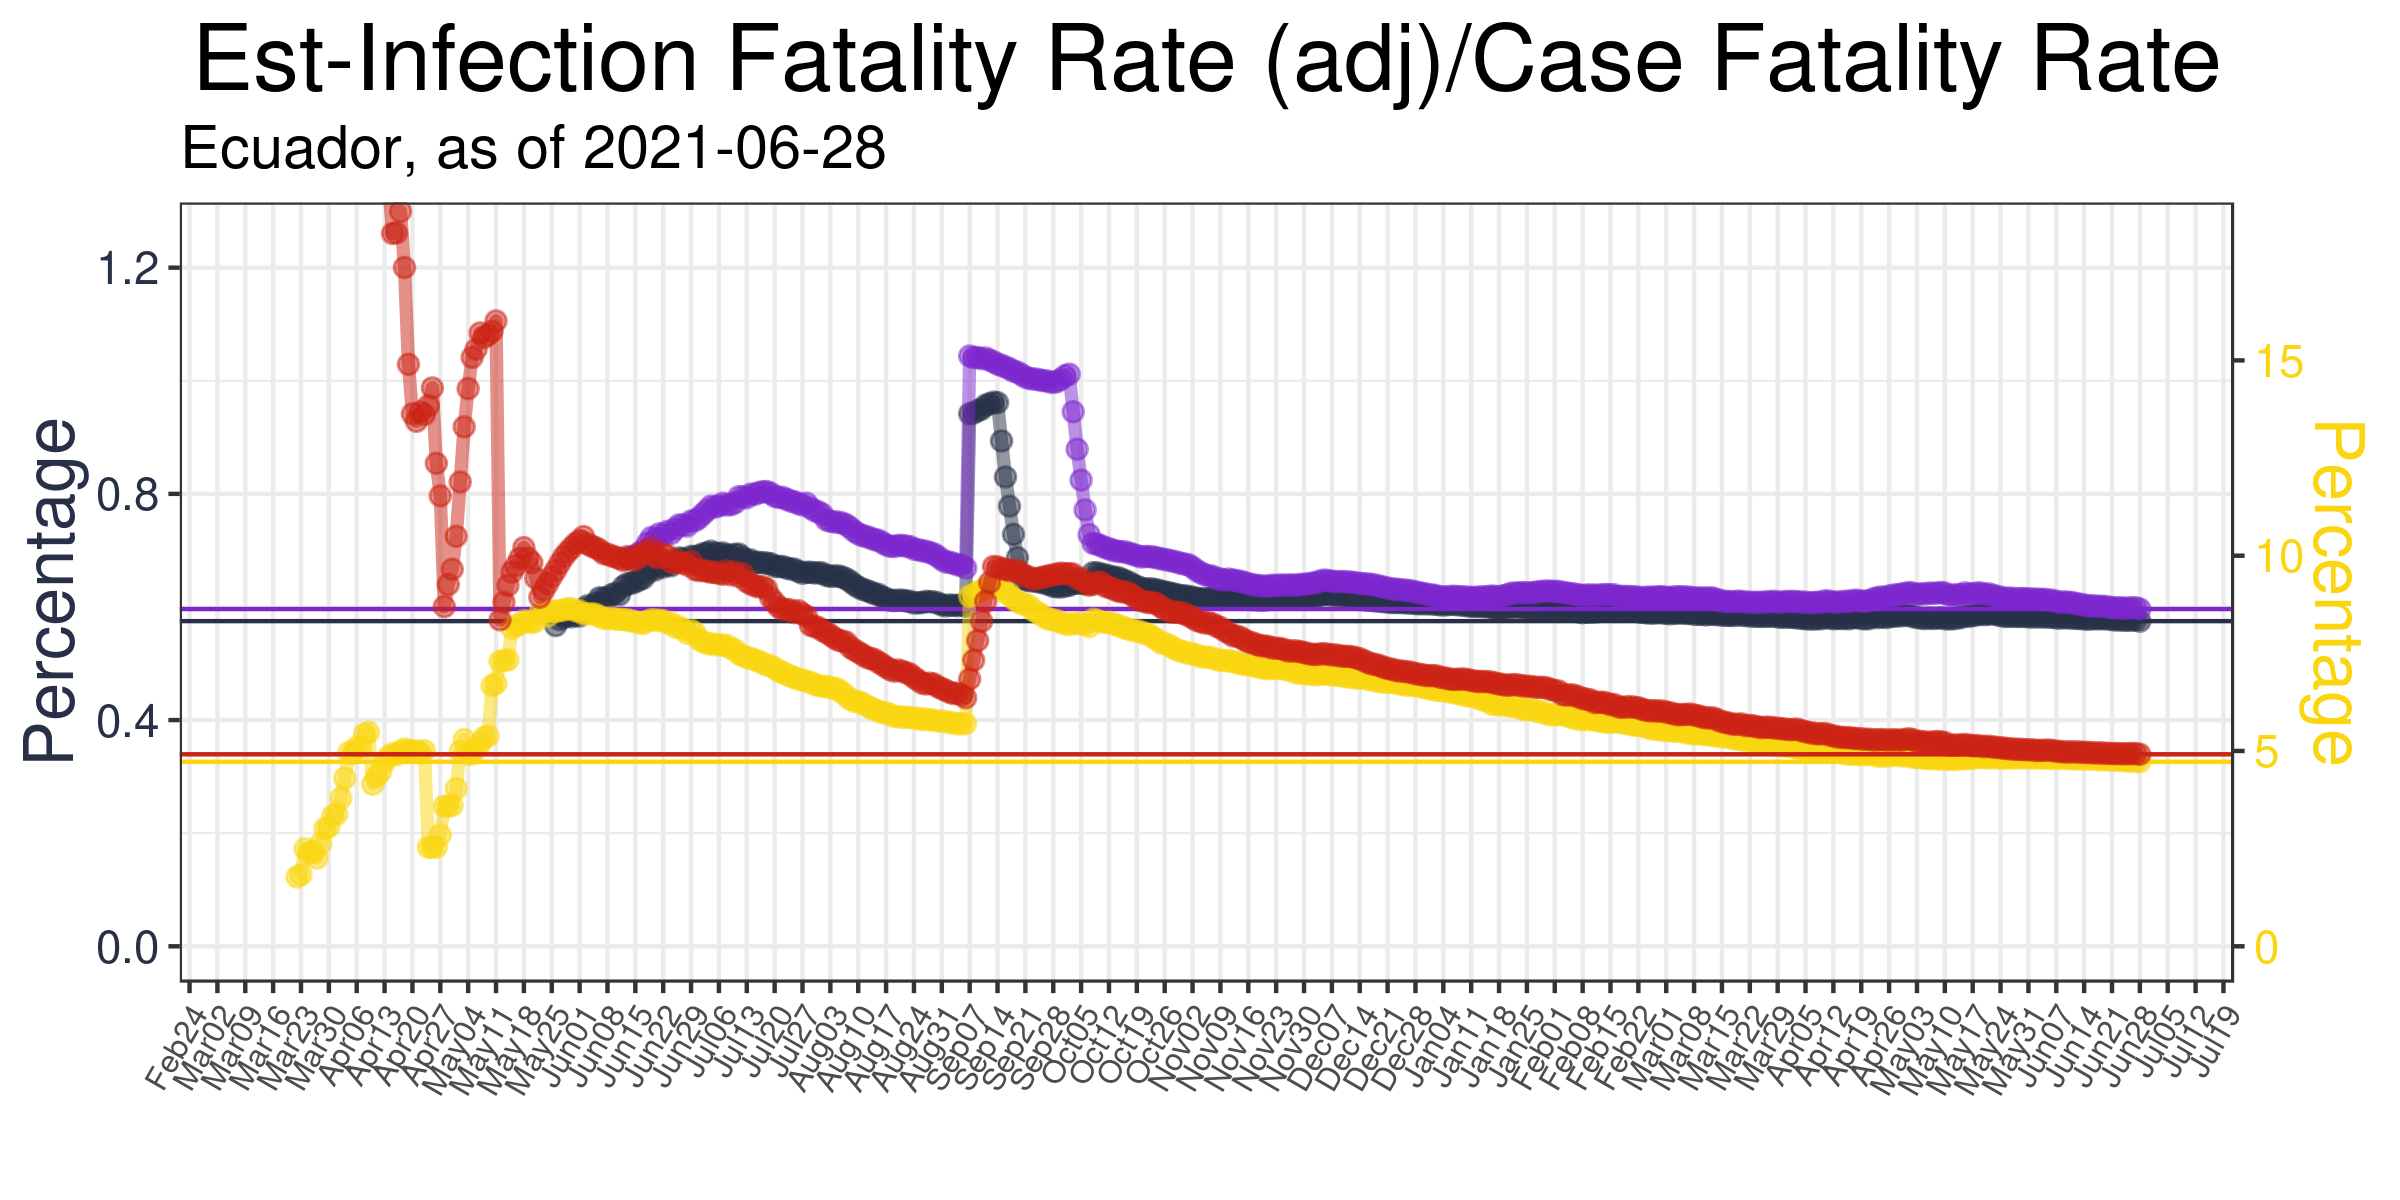 Est-Infection Fatality Rate (adj)/Case Fatality Rate
Ecuador, as of 2021-06-28
Percentage
1.2
0.8
0.4
0.0
15
10
5
0
Percentage
Feb24
Mar02
Mar09
Mar16
Mar23
Mar30
Apr06
Apr13
Apr20
Apr27
May04
May11
May18
May25
Jun01
Jun08
Jun15
Jun22
Jun29
Jul06
Jul13
Jul20
Jul27
Aug03
Aug10
Aug17
Aug24
Aug31
Sep07
Sep14
Sep21
Sep28
Oct05
Oct12
Oct19
Oct26
Nov02
Nov09
Nov16
Nov23
Nov30
Dec07
Dec14
Dec21
Dec28
Jan04
Jan11
Jan18
Jan25
Feb01
Feb08
Feb15
Feb22
Mar01
Mar08
Mar15
Mar22
Mar29
Apr05
Apr12
Apr19
Apr26
May03
May10
May17
May24
May31
Jun07
Jun14
Jun21
Jun28
Jul05
Jul12
Jul19